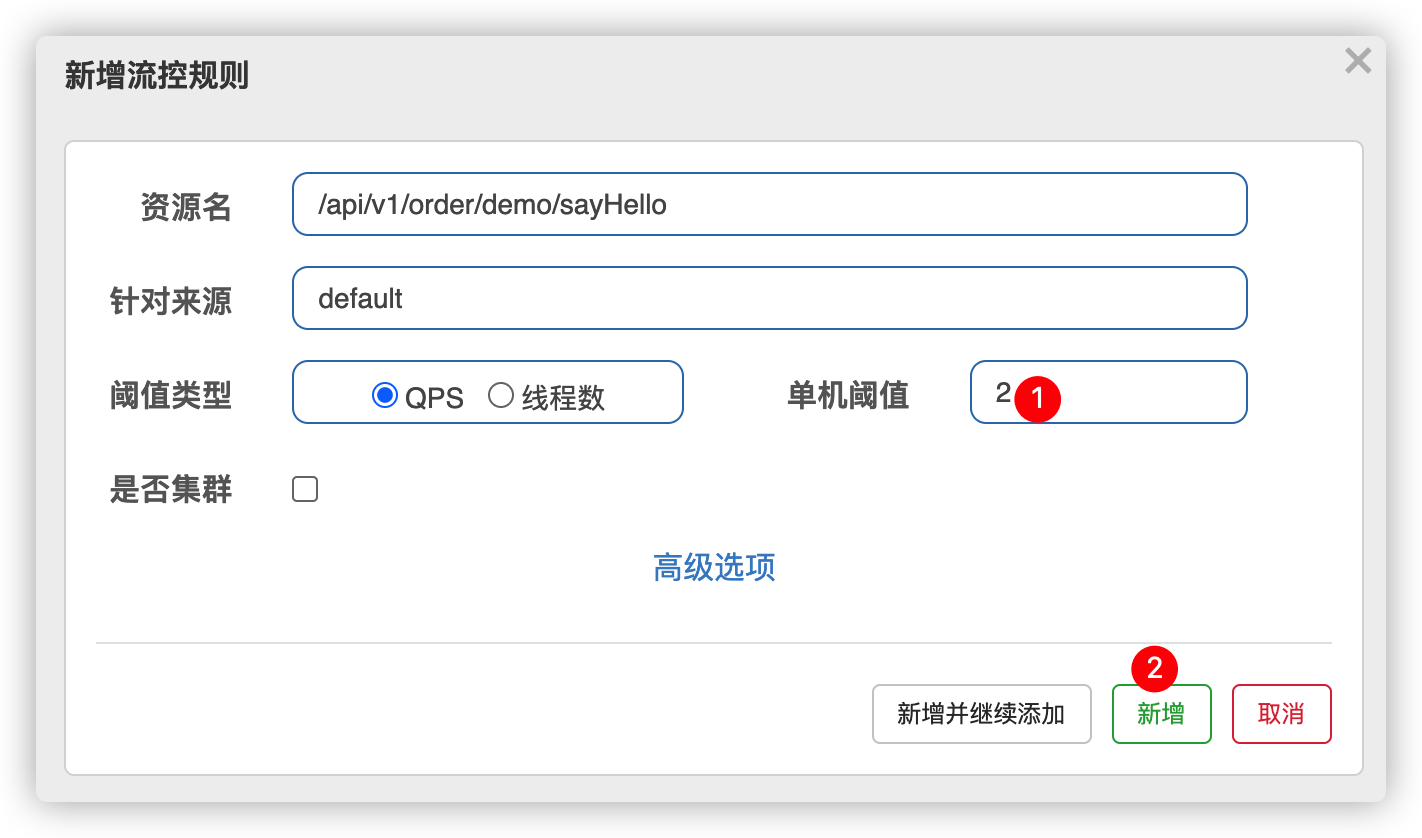 新增流控规则
×
资源名 /api/v1/order/demo/sayHello
针对来源 default
阈值类型 QPS 线程数 单机阈值 2 1
是否集群
高级选项
2
新增并继续添加 新增 取消